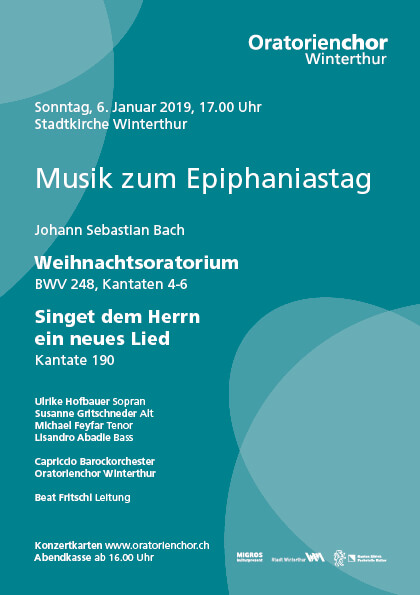 Oratorienchor
Winterthur
Sonntag, 6. Januar 2019, 17.00 Uhr
Stadtkirche Winterthur
Musik zum Epiphaniastag
Johann Sebastian Bach
Weihnachtsoratorium
BWV 248, Kantaten 4-6
Singet dem Herrn
ein neues Lied
Kantate 190
Ulrike Hofbauer Sopran
Susanne Gritschneder Alt
Michael Feyfar Tenor
Lisandro Abadie Bass
Capriccio Barockorchester
Oratorienchor Winterthur
Beat Fritschi Leitung
Konzertkarten www.oratorienchor.ch
Abendkasse ab 16.00 Uhr
MIGROS
Kulturprozent
Stadt Winterthur